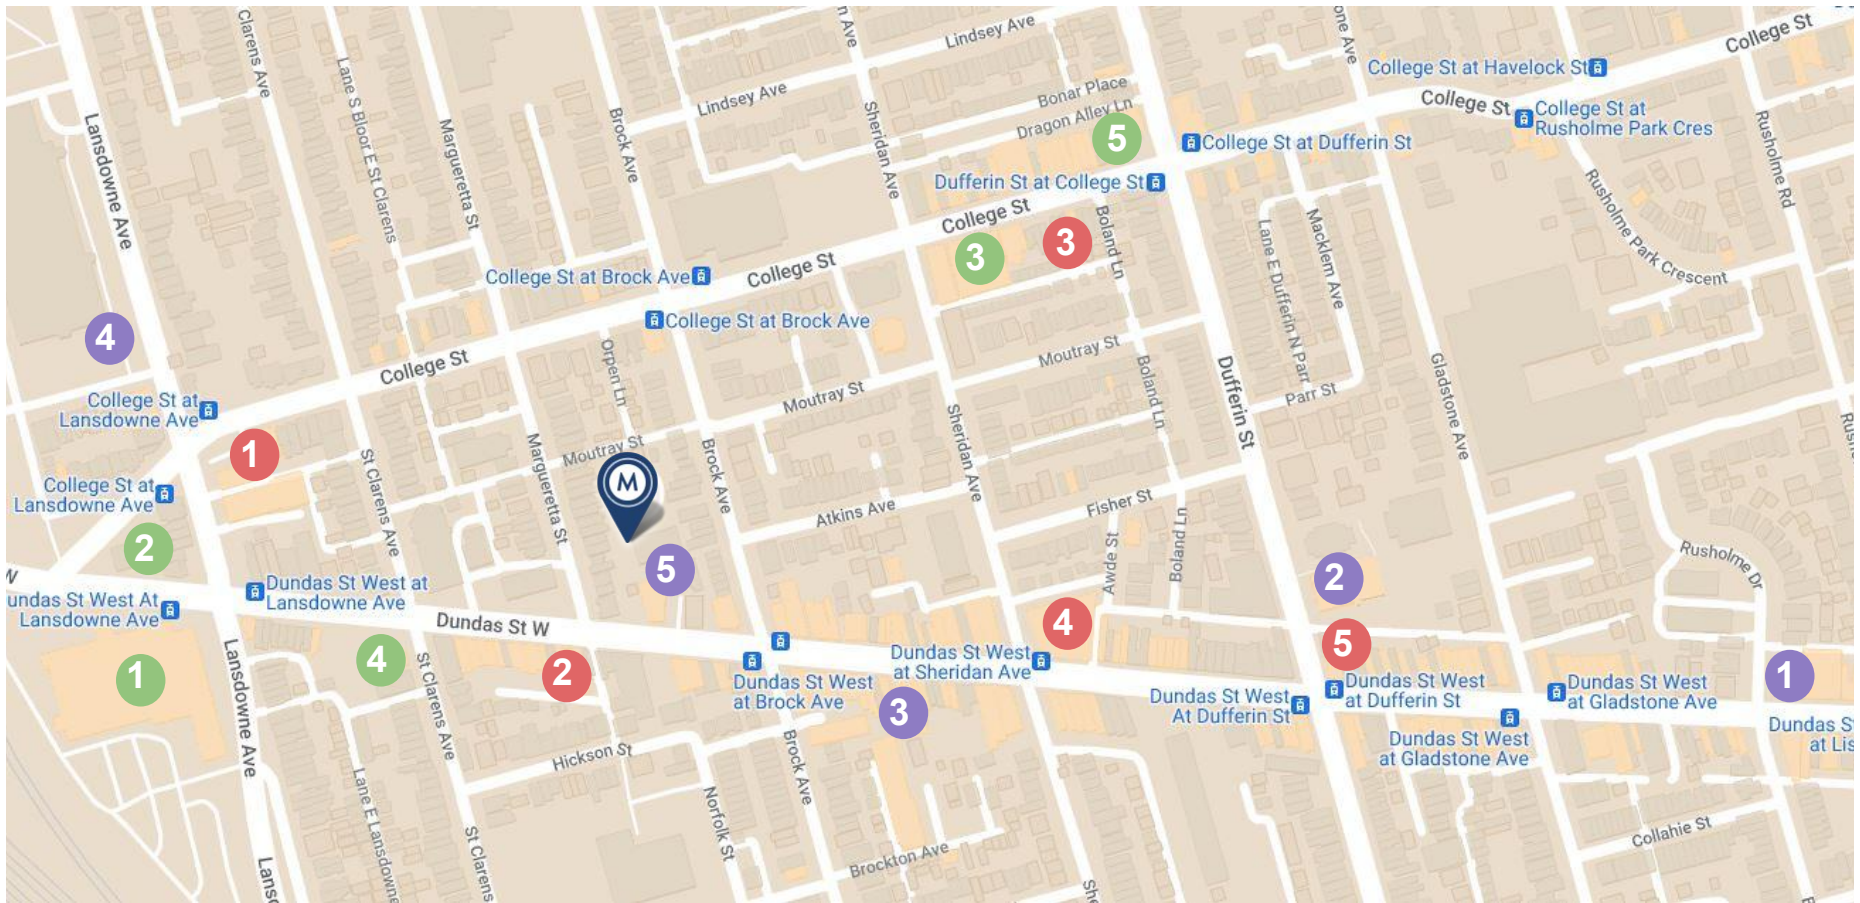 Clarens Ave
Lane S Bloor E St Clarens
Lansdowne Ave
Margueretta St
Brock Ave
n Ave
Lindsey Ave
Lindsey Ave
Sheridan Ave
Bonar Place
Dragon Alley Ln
5
College St at Dufferin St
Dufferin St at College St
College St
3
3
Boland Ln
one Ave
College St at Havelock St
College St
College St
College St at
Rusholme Park Cres
Rusholme Rd
Rusholme Park Crescent
Lane E Dufferin N Parr
Macklem Ave
College St at Brock Ave
College St
College St at Brock Ave
4
College St at
Lansdowne Ave
College St
Orpen Ln
Moutray St
Moutray St
Boland Ln
Dufferin St
Parr St
Gladstone Ave
1
College St at
Lansdowne Ave
St Clarens Ave
Margueretta St
Moutray St
M
Brock Ave
Sheridan Ave
Atkins Ave
Fisher St
Awde St
Boland Ln
2
5
2
Rusholme Dr
W
undas St West At
Lansdowne Ave
Dundas St West at
Lansdowne Ave
Dundas St W
4
5
1
4
2
Dundas St West
at Sheridan Ave
Dundas St West
at Brock Ave
3
Dundas St West
At Dufferin St
Dundas St West
at Dufferin St
Dundas St West
at Gladstone Ave
Dundas St West
at Gladstone Ave
1
Dundas S
at Lis
Lansdowne Ave
St Clarens Ave
Hickson St
Brock Ave
Lane E Lansdowne
St Clarens
Norfolk St
Brockton Ave
Collahie St
Lans
She